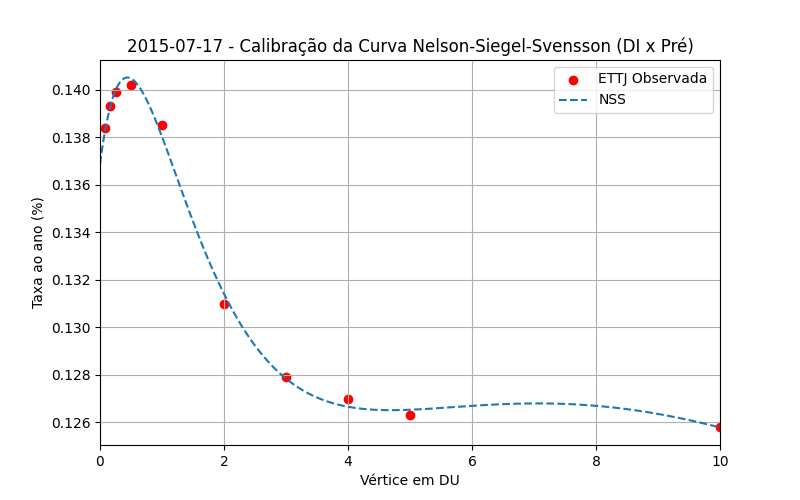 2015-07-17 - Calibração da Curva Nelson-Siegel-Svensson (DI x Pré)
ETTJ Observada
NSS
Taxa ao ano (%)
0.140
0.138
0.136
0.134
0.132
0.130
0.128
0.126
0 2 4 6 8 10
Vértice em DU